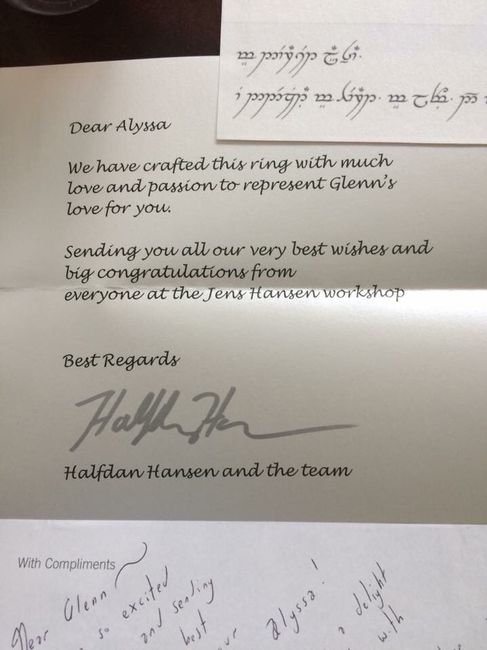 Dear Alyssa
We have crafted this ring with much
love and passion to represent Glenn's
love for you.
Sending you all our very best wishes and
big congratulations from
everyone at the Jens Hansen workshop
Best Regards
Halfdan Hansen and the team
With Compliments
Dear Glenn
so excited
and sending
best
Alyssa!
a delight
with